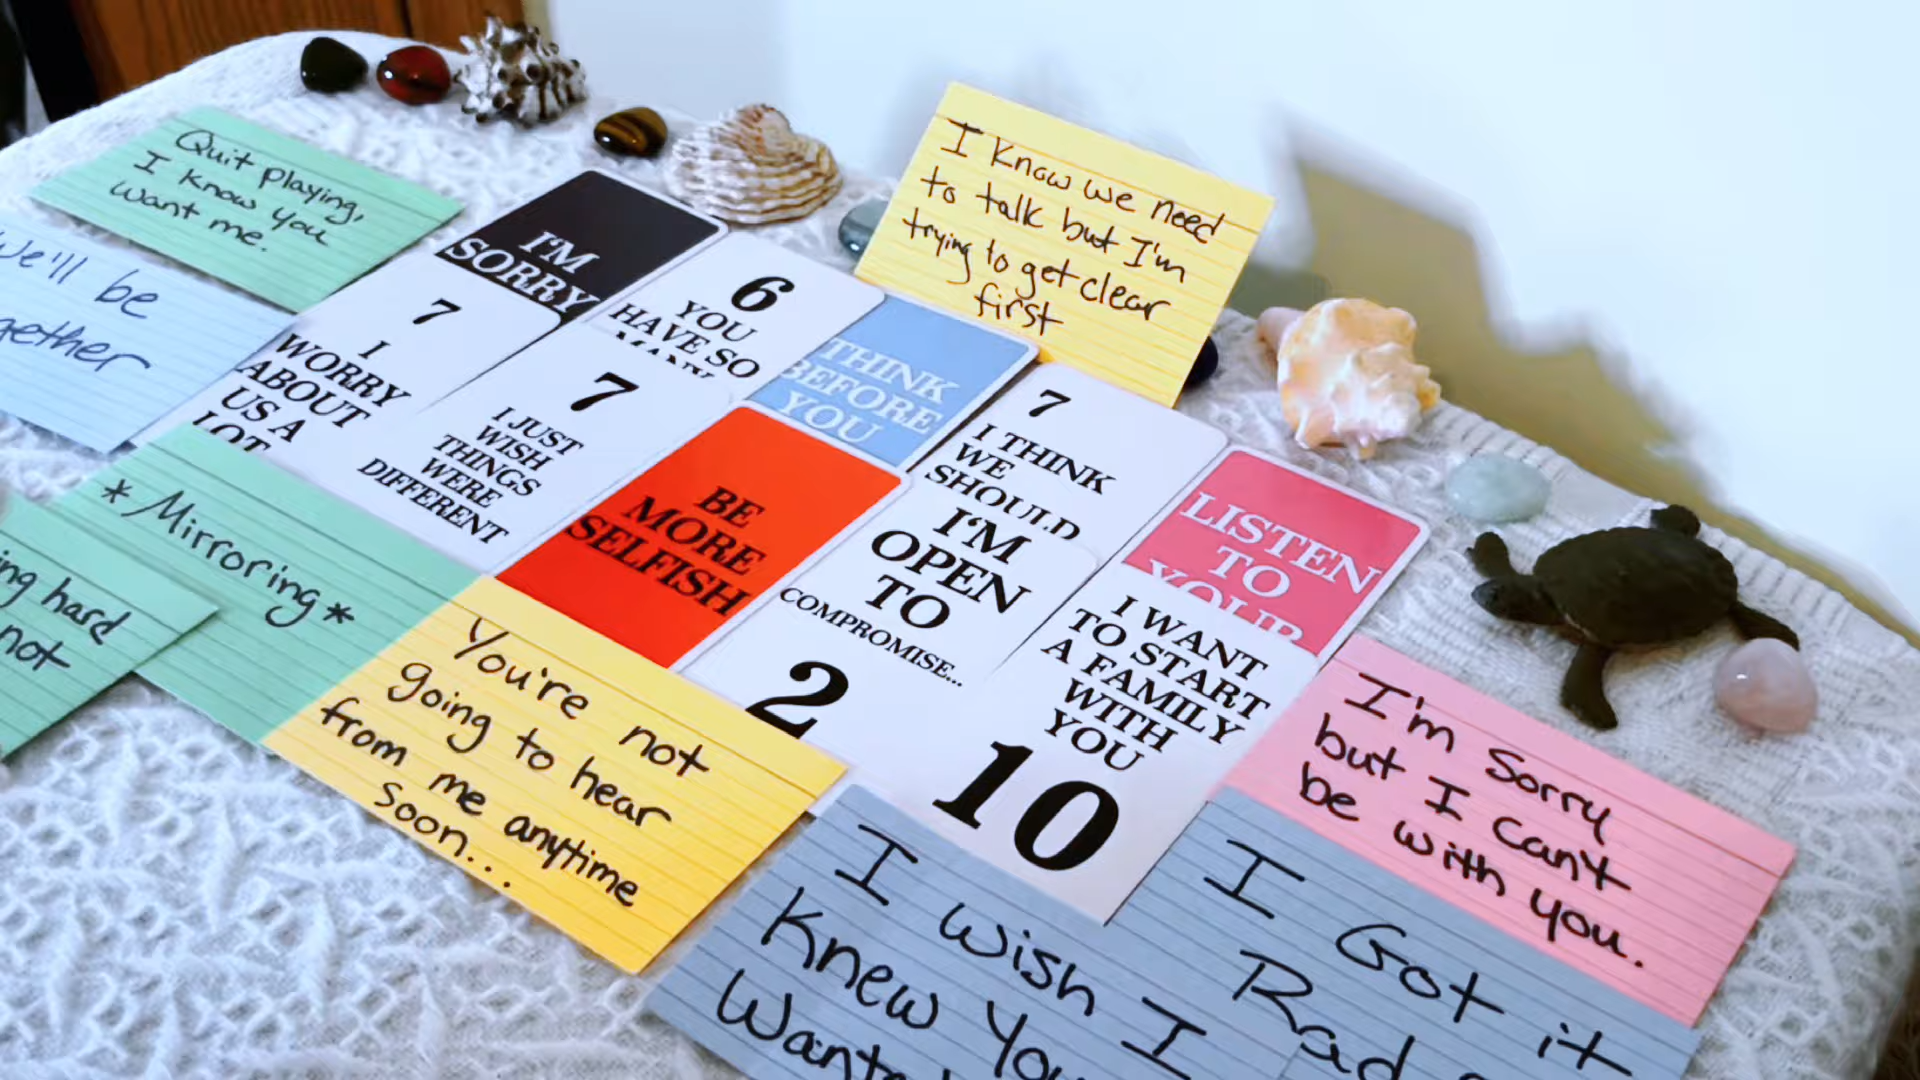 Quit playing,
I know you
want me.
We'll be
I'M
SORRY
6
YOU
HAVE SO
MANY
I know we need
to talk but I'm
trying to get clear
first
7
I
WORRY
ABOUT
US A
LOT
7
I JUST
WISH
THINGS
WERE
DIFFERENT
THINK
BEFORE
YOU
BE
MORE
SELFISH
7
I THINK
WE
SHOULD
I'M
OPEN
TO
COMPROMISE...
2
LISTEN
TO
YOUR
I WANT
TO START
A FAMILY
WITH
YOU
10
*Mirroring*
hard
not
You're not
going to hear
from me anytime
soon...
I'm sorry
but I can't
be with you.
I wish I
Knew You
I Got it